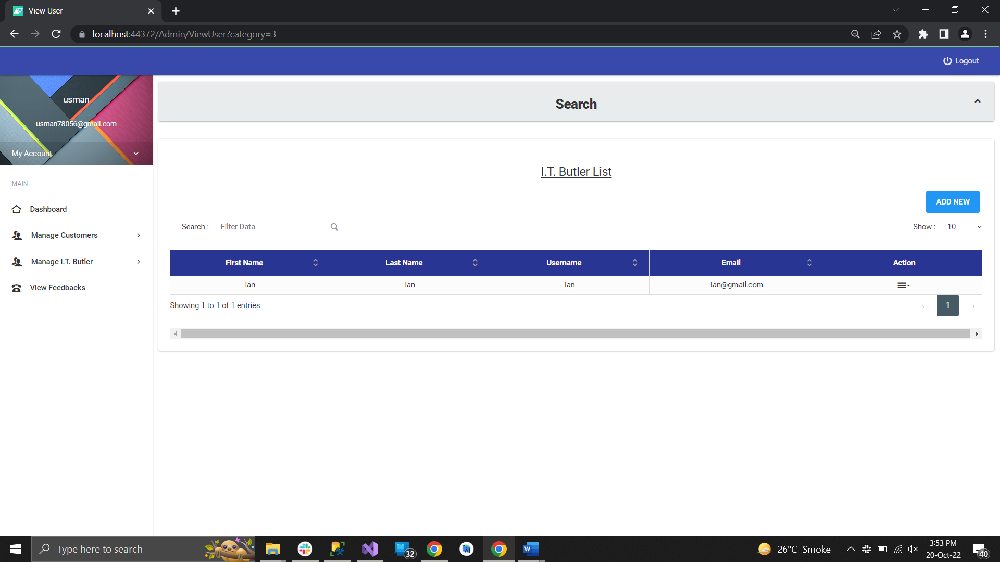 View User
localhost:44372/Admin/ViewUser?category=3
Logout
usman
usman78056@gmail.com
My Account
MAIN
Dashboard
Manage Customers
Manage I.T. Butler
View Feedbacks
Search
I.T. Butler List
ADD NEW
Search : Filter Data
Show : 10
First Name Last Name Username Email Action
ian ian ian ian@gmail.com
Showing 1 to 1 of 1 entries
← 1 →
Type here to search
32
W
26°C Smoke
3:53 PM
20-Oct-22
40